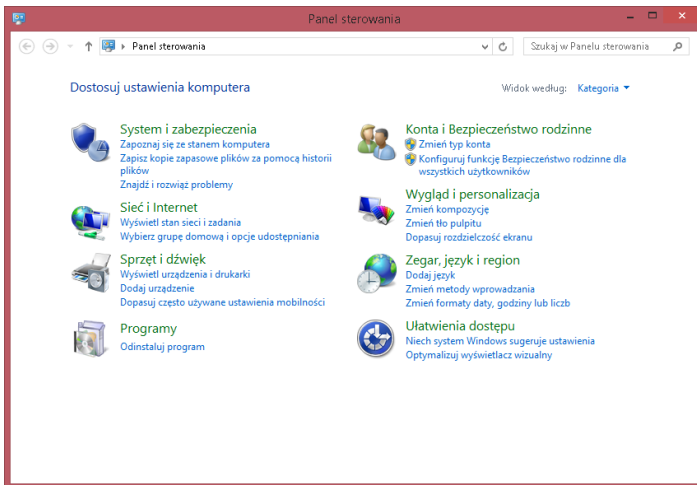 Panel sterowania
Panel sterowania
Szukaj w Panelu sterowania
Dostosuj ustawienia komputera
Widok według: Kategoria
System i zabezpieczenia
Zapoznaj się ze stanem komputera
Zapisz kopie zapasowe plików za pomocą historii
plików
Znajdź i rozwiąż problemy
Sieć i Internet
Wyświetl stan sieci i zadania
Wybierz grupę domową i opcje udostępniania
Sprzęt i dźwięk
Wyświetl urządzenia i drukarki
Dodaj urządzenie
Dopasuj często używane ustawienia mobilności
Programy
Odinstaluj program
Konta i Bezpieczeństwo rodzinne
Zmień typ konta
Konfiguruj funkcję Bezpieczeństwo rodzinne dla
wszystkich użytkowników
Wygląd i personalizacja
Zmień kompozycję
Zmień tło pulpitu
Dopasuj rozdzielczość ekranu
Zegar, język i region
Dodaj język
Zmień metody wprowadzania
Zmień formaty daty, godziny lub liczb
Ułatwienia dostępu
Niech system Windows sugeruje ustawienia
Optymalizuj wyświetlacz wizualny